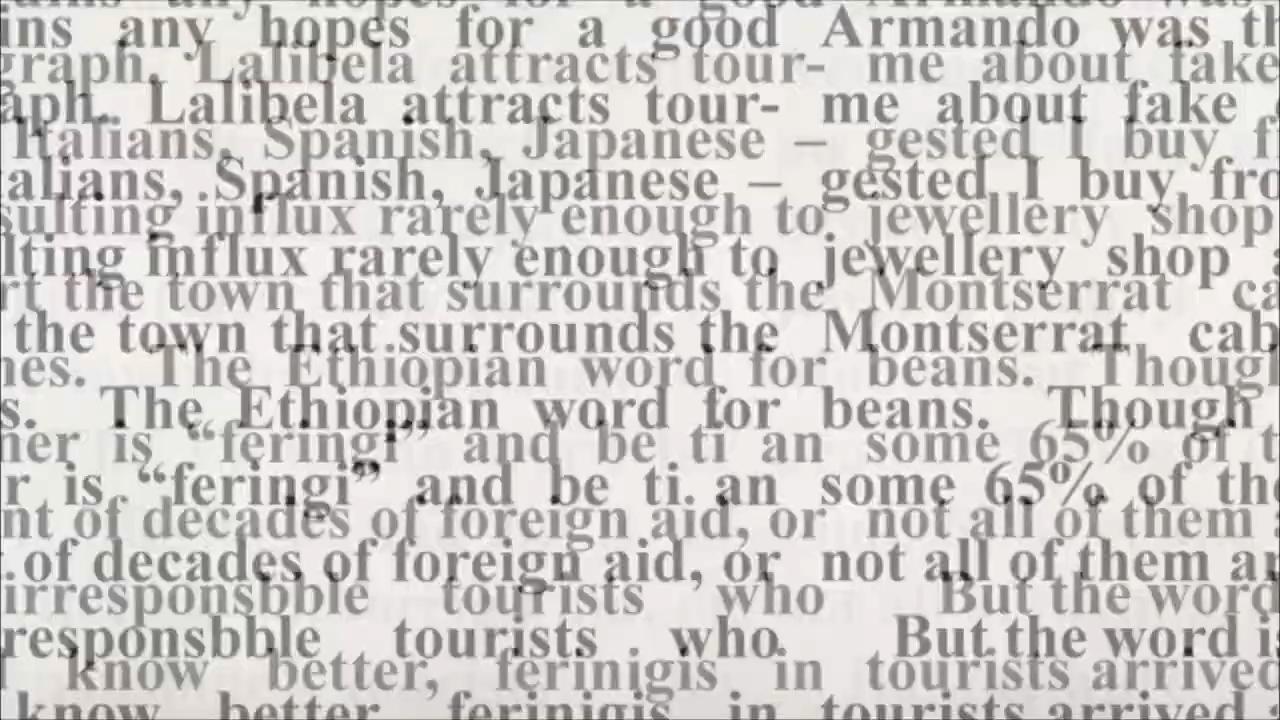 ins any hopes for a good Armando was th
graph, Lalibela attracts tour- me about fake
aph. Lalibela attracts tour- me about fake
Italians, Spanish, Japanese – gested I buy f
alians, Spanish, Japanese – gested I buy fro
sulting influx rarely enough to jewellery shop
lting influx rarely enough to jewellery shop s
rt the town that surrounds the Montserrat ca
the town that surrounds the Montserrat cab
nes. The Ethiopian word for beans. Though
s. The Ethiopian word for beans. Though
ner is “feringi” and be ti an some 65% of t
r is “feringi” and be ti. an some 65% of the
nt of decades of foreign aid, or not all of them
of decades of foreign aid, or not all of them ar
irresponsbble tourists who But the word
responsbble tourists who. But the word i
know better, ferinigis in tourists arrived
know better, ferinigis in tourists arrived